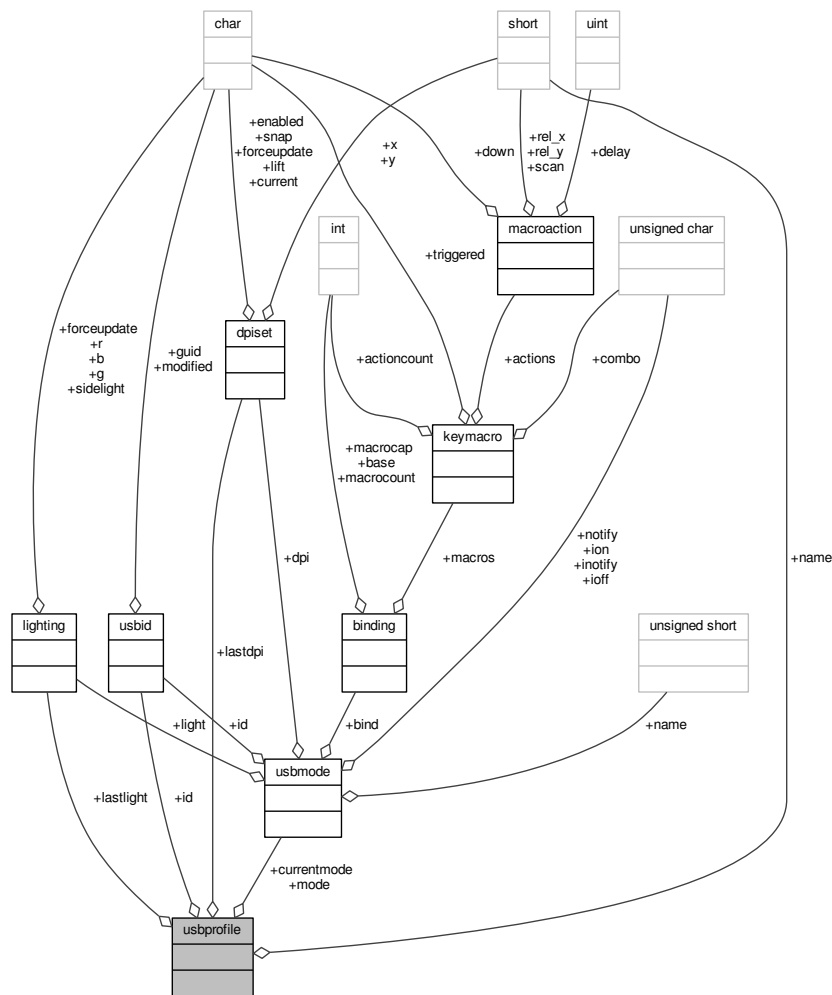 char
short
uint
+enabled
+snap
+forceupdate
+lift
+current
+x
+y
+down
+rel_x
+rel_y
+scan
+delay
int
macroaction
unsigned char
+triggered
dpiset
+forceupdate
+r
+b
+g
+sidelight
+guid
+modified
+actioncount
+actions
+combo
keymacro
+macrocap
+base
+macrocount
+notify
+ion
+inotify
+ioff
+dpi
+macros
+name
lighting
usbid
binding
unsigned short
+lastdpi
+light
+id
+bind
+name
usbmode
+lastlight
+id
+currentmode
+mode
usbprofile